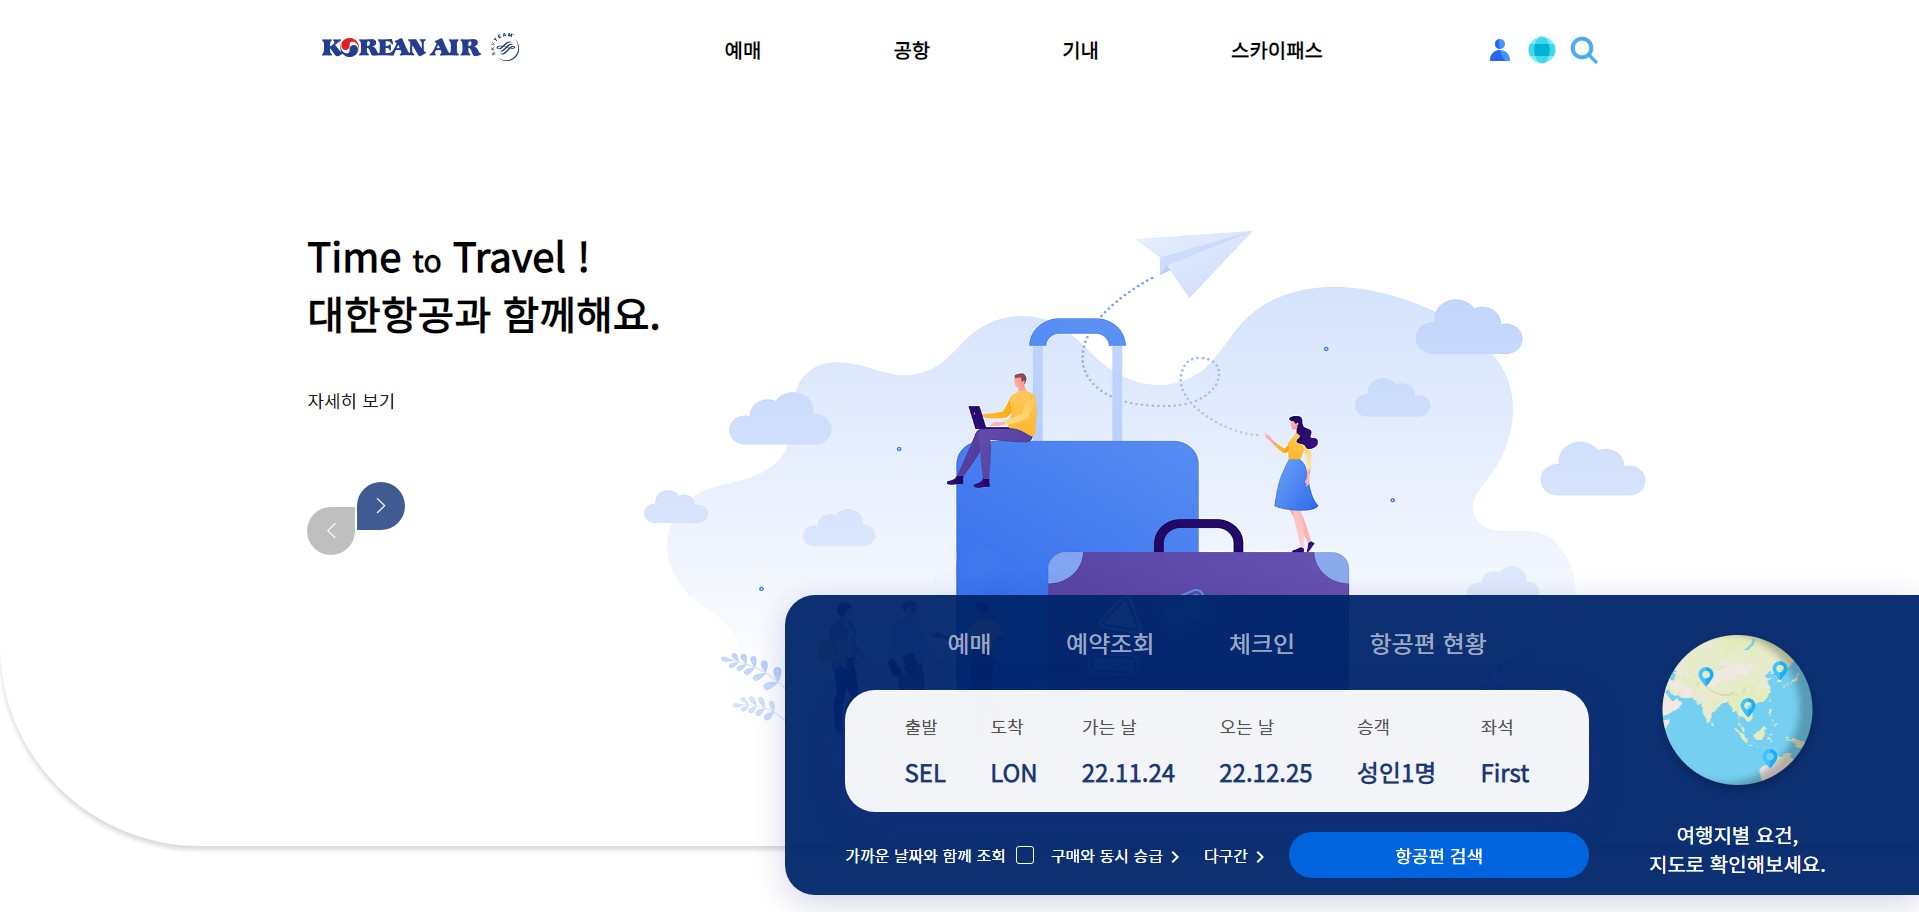 KOREAN AIR
SKYTEAM
예매
공항
기내
스카이패스
Time to Travel !
대한항공과 함께해요.
자세히 보기
예매
예약조회
체크인
항공편 현황
출발
도착
가는 날
오는 날
승객
좌석
SEL
LON
22.11.24
22.12.25
성인1명
First
가까운 날짜와 함께 조회
구매와 동시 승급
다구간
항공편 검색
여행지별 요건,
지도로 확인해보세요.